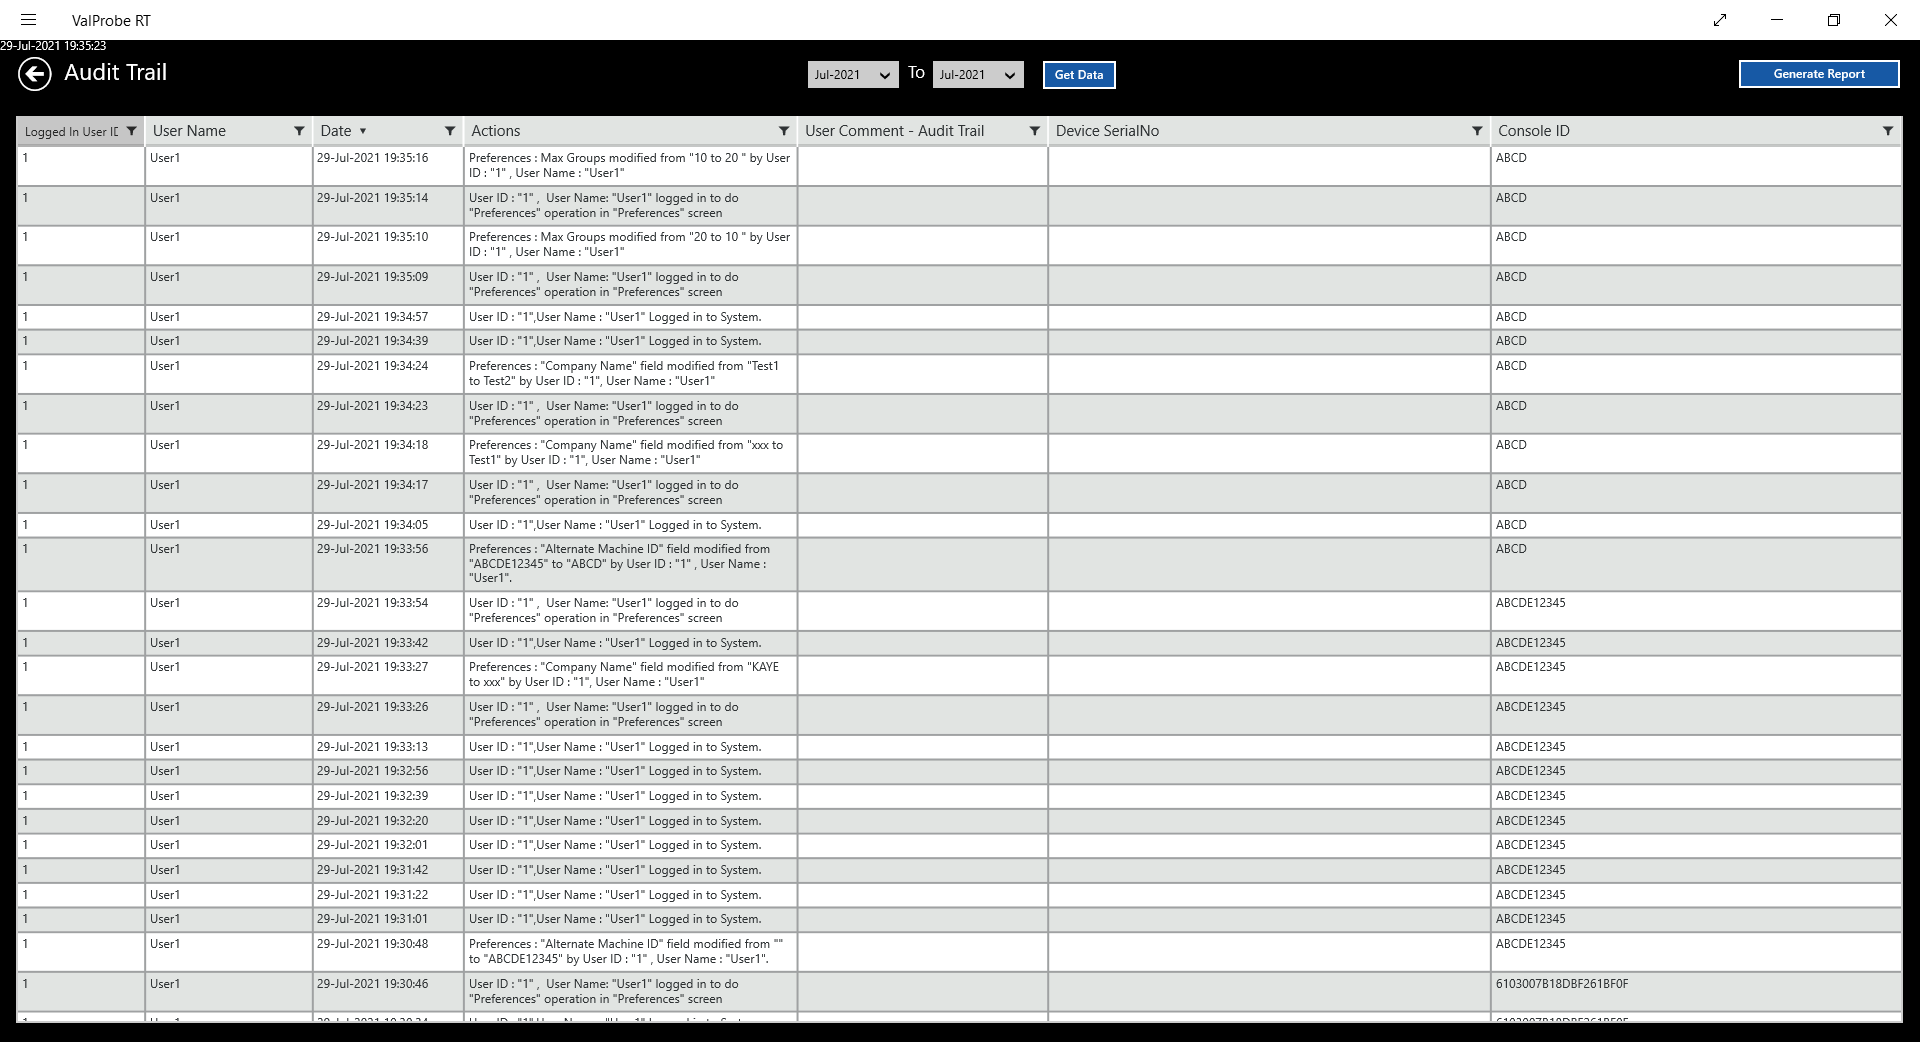 ValProbe RT
29-Jul-2021 19:35:23
Audit Trail
Jul-2021 To Jul-2021 Get Data Generate Report
Logged In User ID User Name Date Actions User Comment - Audit Trail Device SerialNo Console ID
1 User1 29-Jul-2021 19:35:16 Preferences : Max Groups modified from "10 to 20 " by User ABCD
ID : "1" , User Name : "User1"
1 User1 29-Jul-2021 19:35:14 User ID : "1" , User Name: "User1" logged in to do ABCD
"Preferences" operation in "Preferences" screen
1 User1 29-Jul-2021 19:35:10 Preferences : Max Groups modified from "20 to 10 " by User ABCD
ID : "1" , User Name : "User1"
1 User1 29-Jul-2021 19:35:09 User ID : "1" , User Name: "User1" logged in to do ABCD
"Preferences" operation in "Preferences" screen
1 User1 29-Jul-2021 19:34:57 User ID : "1",User Name : "User1" Logged in to System. ABCD
1 User1 29-Jul-2021 19:34:39 User ID : "1",User Name : "User1" Logged in to System. ABCD
1 User1 29-Jul-2021 19:34:24 Preferences : "Company Name" field modified from "Test1 ABCD
to Test2" by User ID : "1", User Name : "User1"
1 User1 29-Jul-2021 19:34:23 User ID : "1" , User Name: "User1" logged in to do ABCD
"Preferences" operation in "Preferences" screen
1 User1 29-Jul-2021 19:34:18 Preferences : "Company Name" field modified from "xxx to ABCD
Test1" by User ID : "1", User Name : "User1"
1 User1 29-Jul-2021 19:34:17 User ID : "1" , User Name: "User1" logged in to do ABCD
"Preferences" operation in "Preferences" screen
1 User1 29-Jul-2021 19:34:05 User ID : "1",User Name : "User1" Logged in to System. ABCD
1 User1 29-Jul-2021 19:33:56 Preferences : "Alternate Machine ID" field modified from ABCD
"ABCDE12345" to "ABCD" by User ID : "1" , User Name :
"User1".
1 User1 29-Jul-2021 19:33:54 User ID : "1" , User Name: "User1" logged in to do ABCDE12345
"Preferences" operation in "Preferences" screen
1 User1 29-Jul-2021 19:33:42 User ID : "1",User Name : "User1" Logged in to System. ABCDE12345
1 User1 29-Jul-2021 19:33:27 Preferences : "Company Name" field modified from "KAYE ABCDE12345
to xxx" by User ID : "1", User Name : "User1"
1 User1 29-Jul-2021 19:33:26 User ID : "1" , User Name: "User1" logged in to do ABCDE12345
"Preferences" operation in "Preferences" screen
1 User1 29-Jul-2021 19:33:13 User ID : "1",User Name : "User1" Logged in to System. ABCDE12345
1 User1 29-Jul-2021 19:32:56 User ID : "1",User Name : "User1" Logged in to System. ABCDE12345
1 User1 29-Jul-2021 19:32:39 User ID : "1",User Name : "User1" Logged in to System. ABCDE12345
1 User1 29-Jul-2021 19:32:20 User ID : "1",User Name : "User1" Logged in to System. ABCDE12345
1 User1 29-Jul-2021 19:32:01 User ID : "1",User Name : "User1" Logged in to System. ABCDE12345
1 User1 29-Jul-2021 19:31:42 User ID : "1",User Name : "User1" Logged in to System. ABCDE12345
1 User1 29-Jul-2021 19:31:22 User ID : "1",User Name : "User1" Logged in to System. ABCDE12345
1 User1 29-Jul-2021 19:31:01 User ID : "1",User Name : "User1" Logged in to System. ABCDE12345
1 User1 29-Jul-2021 19:30:48 Preferences : "Alternate Machine ID" field modified from "" ABCDE12345
to "ABCDE12345" by User ID : "1" , User Name : "User1".
1 User1 29-Jul-2021 19:30:46 User ID : "1" , User Name: "User1" logged in to do 6103007B18DBF261BF0F
"Preferences" operation in "Preferences" screen